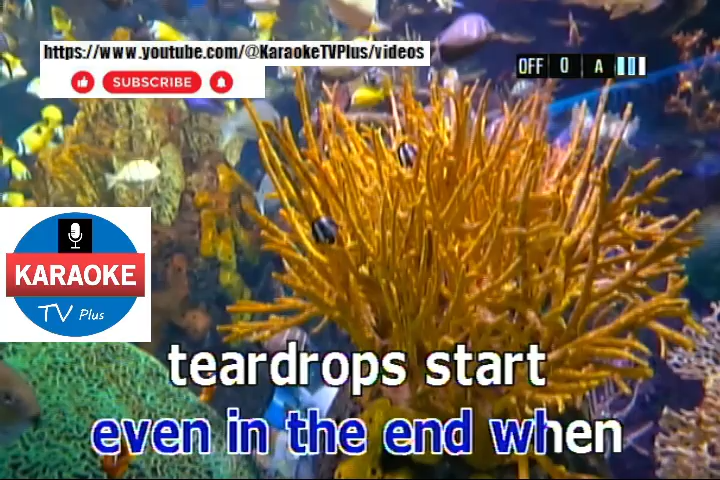 https://www.youtube.com/@KaraokeTVPlus/videos
SUBSCRIBE
OFF 0 A
KARAOKE
TV Plus
teardrops start
even in the end when